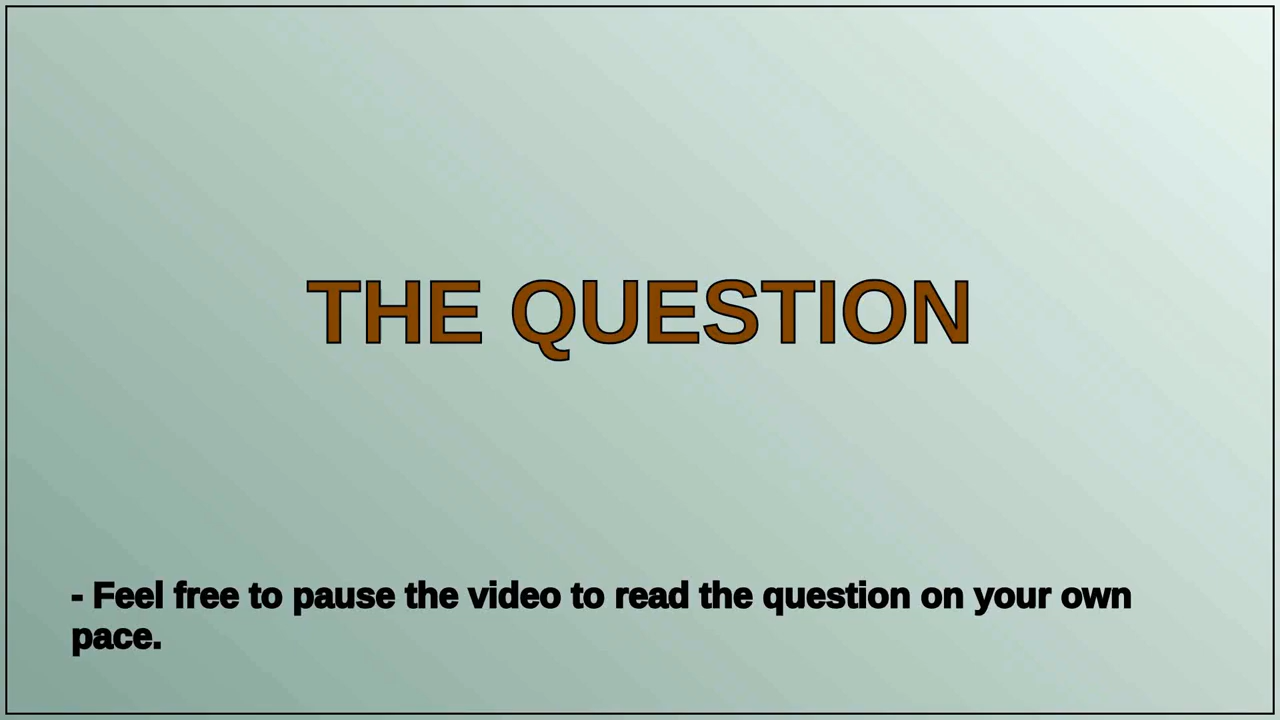 THE QUESTION
- Feel free to pause the video to read the question on your own
pace.